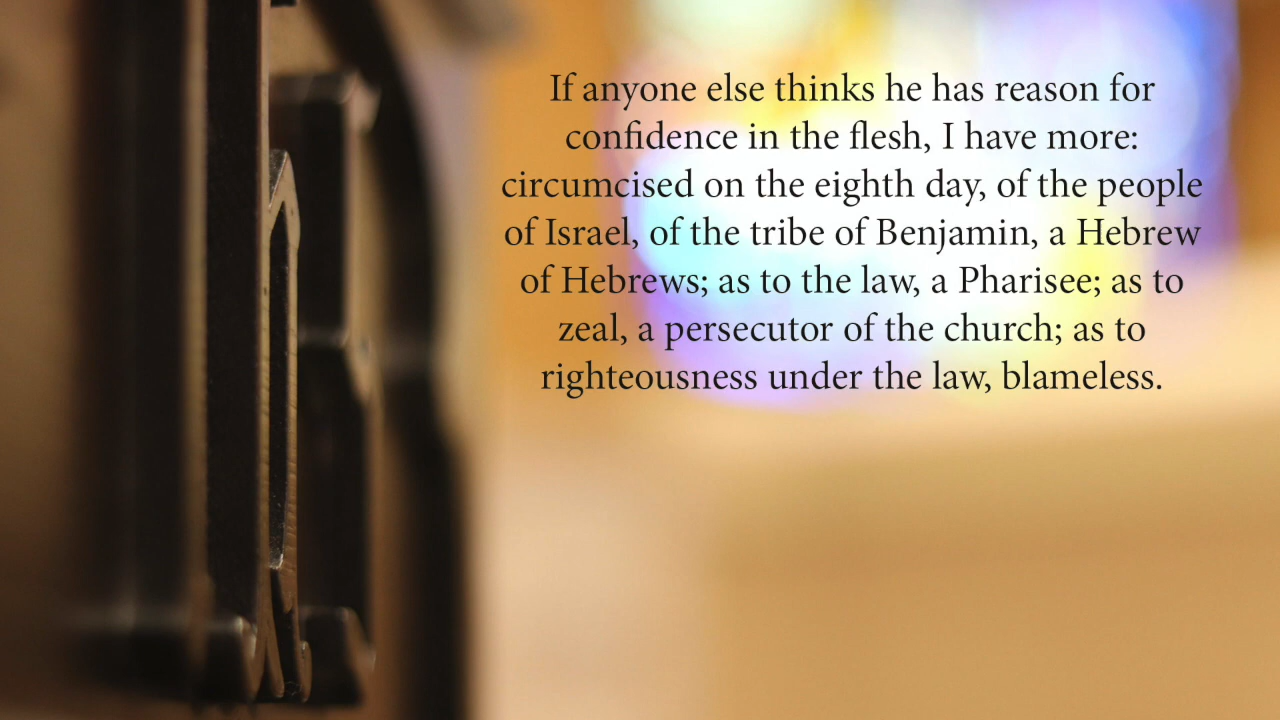 If anyone else thinks he has reason for
confidence in the flesh, I have more:
circumcised on the eighth day, of the people
of Israel, of the tribe of Benjamin, a Hebrew
of Hebrews; as to the law, a Pharisee; as to
zeal, a persecutor of the church; as to
righteousness under the law, blameless.